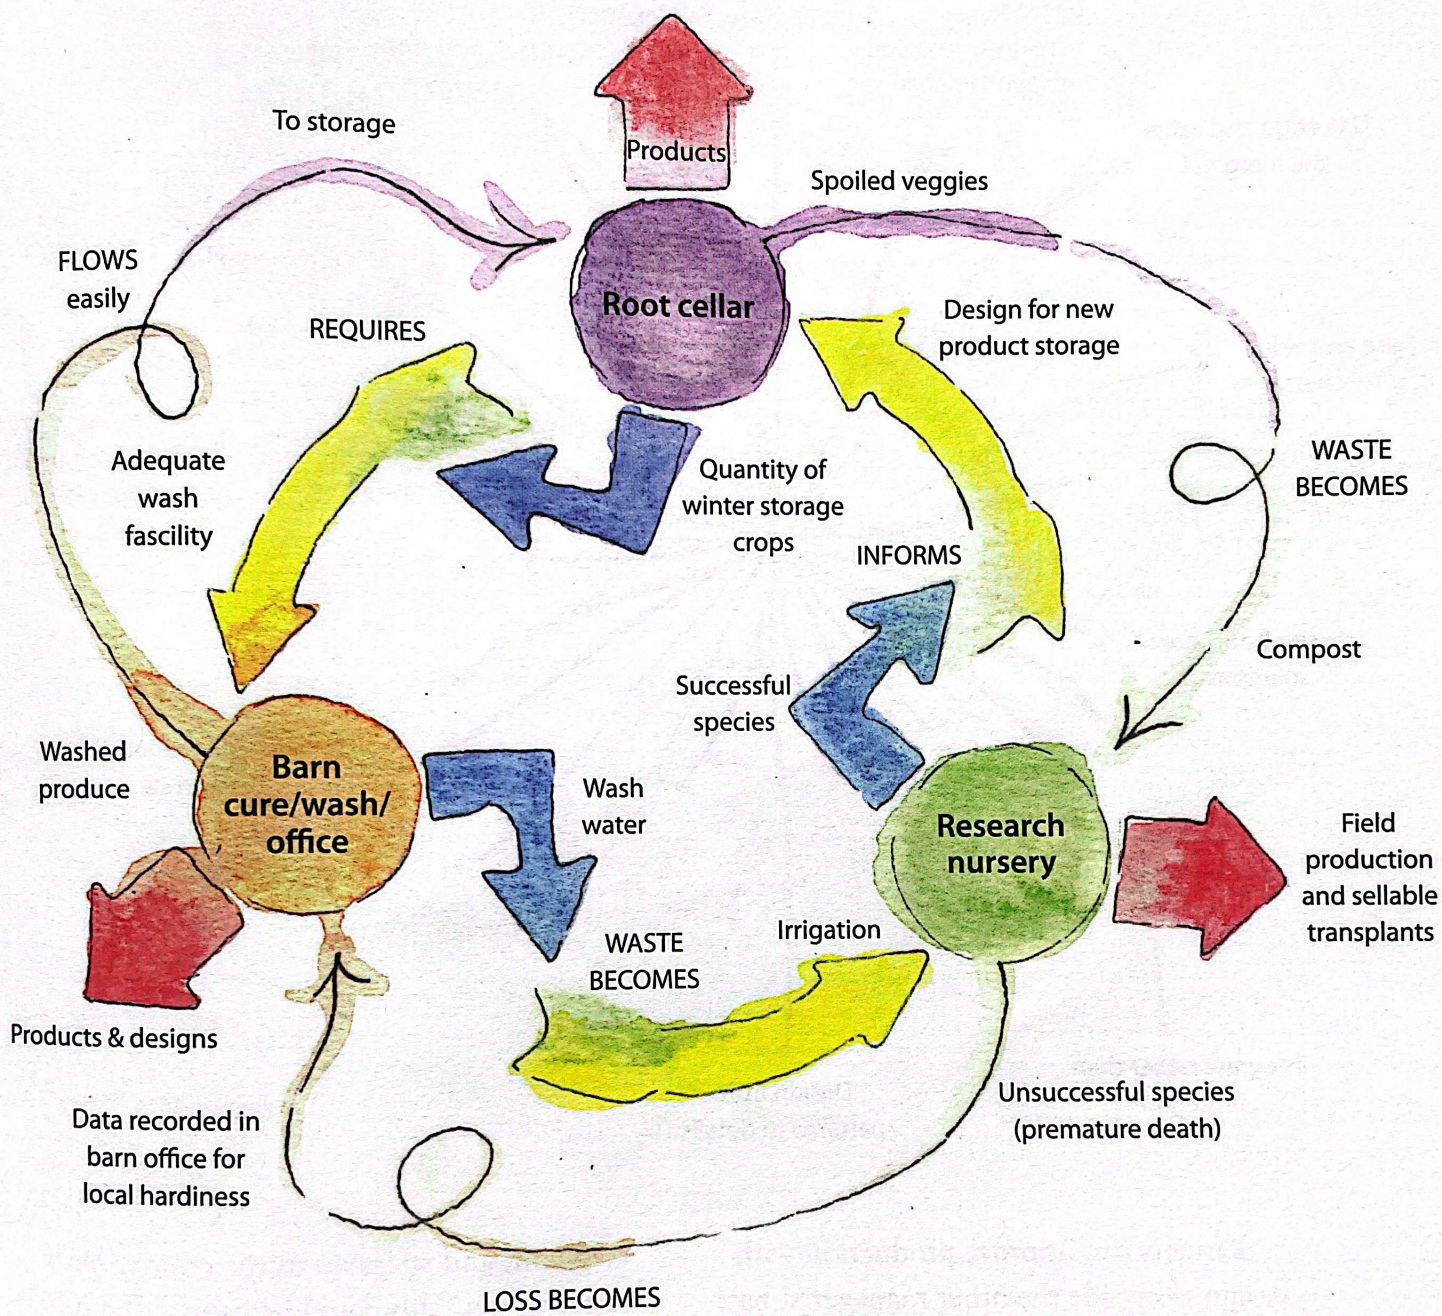 To storage
Products
Spoiled veggies
FLOWS
easily
REQUIRES
Root cellar
Design for new
product storage
Adequate
wash
fascility
Quantity of
winter storage
crops
WASTE
BECOMES
INFORMS
Compost
Successful
species
Washed
produce
Barn
cure/wash/
office
Wash
water
Research
nursery
Field
production
and sellable
transplants
Irrigation
WASTE
BECOMES
Products & designs
Unsuccessful species
(premature death)
Data recorded in
barn office for
local hardiness
LOSS BECOMES